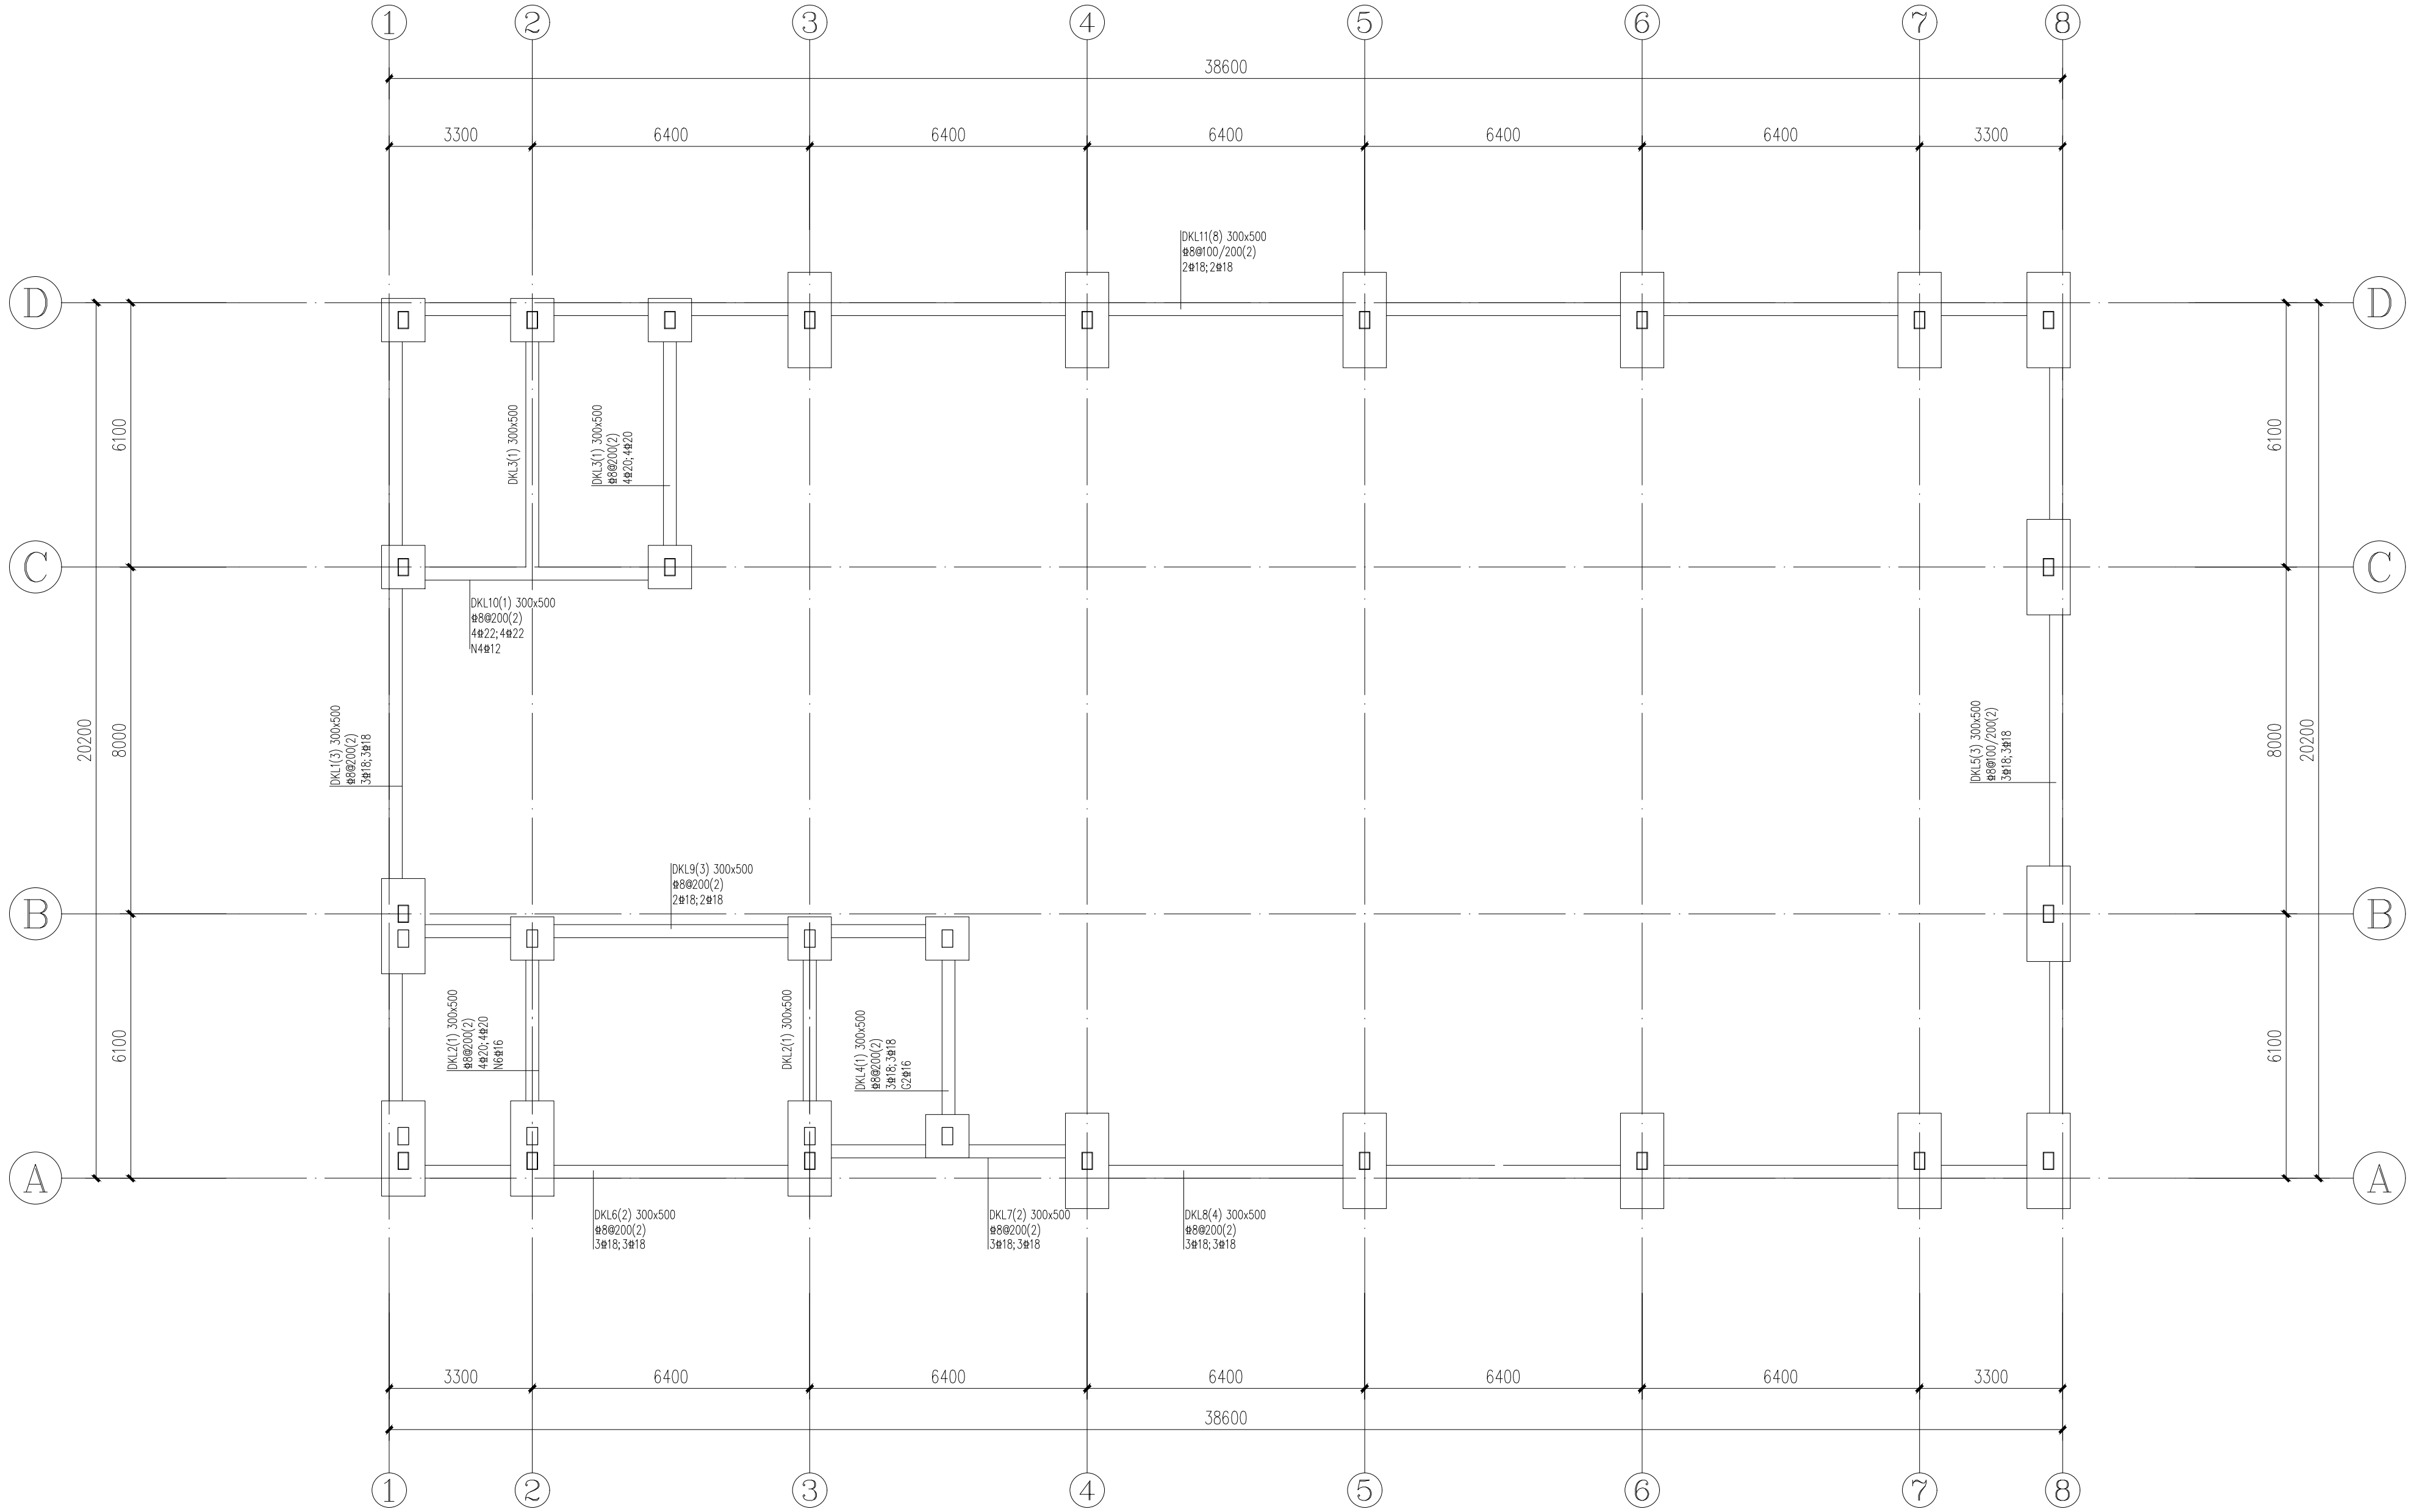 1 2 3 4 5 6 7 8
38600
3300 6400 6400 6400 6400 6400 3300
DKL11(8) 300x500
Φ8@100/200(2)
2Φ18;2Φ18
D D
6100 6100
DKL3(1) 300x500
DKL3(1) 300x500
Φ8@200(2)
4Φ20;4Φ20
C C
DKL10(1) 300x500
Φ8@200(2)
4Φ22;4Φ22
N4Φ12
20200 8000 8000 20200
DKL1(3) 300x500
Φ8@200(2)
3Φ18;3Φ18
DKL5(3) 300x500
Φ8@100/200(2)
3Φ18;3Φ18
DKL9(3) 300x500
Φ8@200(2)
2Φ18;2Φ18
B B
6100 6100
DKL2(1) 300x500
Φ8@200(2)
4Φ20;4Φ20
N6Φ16
DKL2(1) 300x500
DKL4(1) 300x500
Φ8@200(2)
3Φ18;3Φ18
G2Φ16
A A
DKL6(2) 300x500
Φ8@200(2)
3Φ18;3Φ18
DKL7(2) 300x500
Φ8@200(2)
3Φ18;3Φ18
DKL8(4) 300x500
Φ8@200(2)
3Φ18;3Φ18
3300 6400 6400 6400 6400 6400 3300
38600
1 2 3 4 5 6 7 8